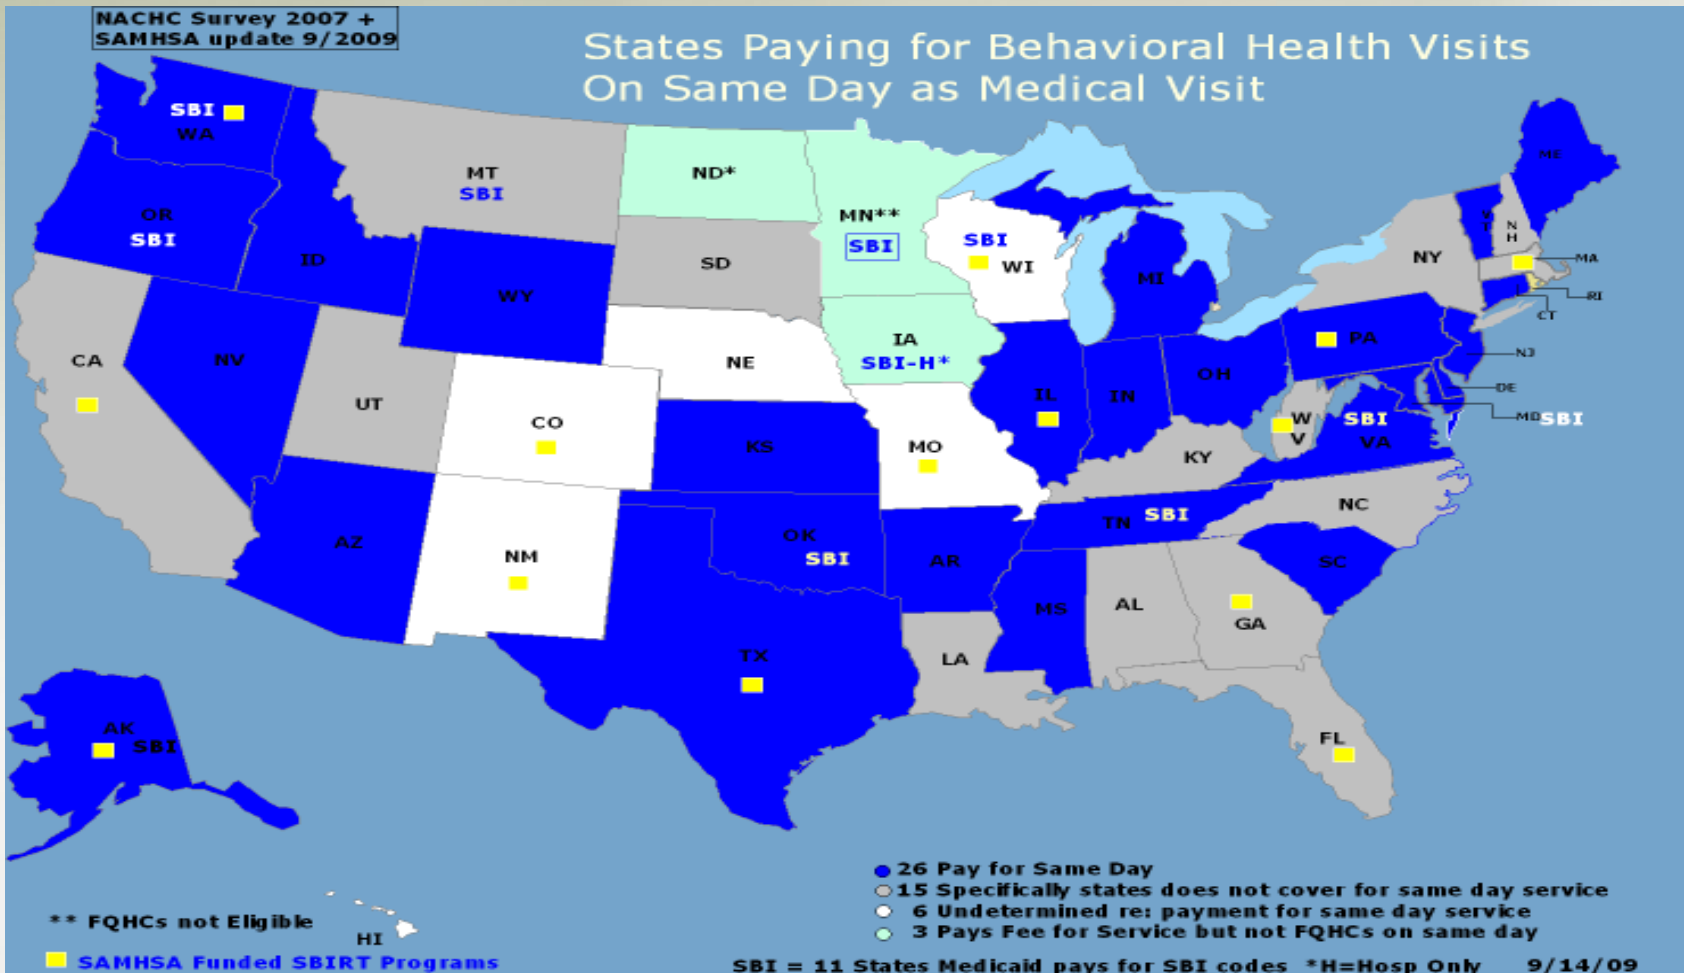 NACHC Survey 2007 +
SAMHSA update 9/2009
States Paying for Behavioral Health Visits
On Same Day as Medical Visit
SBI
WA
OR
SBI
ID
MT
SBI
WY
ND*
SD
MN**
SBI
SBI
WI
IA
SBI-H*
NE
CA
NV
UT
CO
AZ
NM
KS
OK
SBI
TX
MO
AR
LA
IL
IN
MI
OH
KY
TN SBI
MS
AL
GA
FL
SC
NC
SBI
VA
W
V
PA
NY
V
T
N
H
ME
MA
RI
CT
NJ
DE
MD SBI
AK
SBI
HI
26 Pay for Same Day
15 Specifically states does not cover for same day service
6 Undetermined re: payment for same day service
3 Pays Fee for Service but not FQHCs on same day
** FQHCs not Eligible
SAMHSA Funded SBIRT Programs
SBI = 11 States Medicaid pays for SBI codes *H=Hosp Only 9/14/09